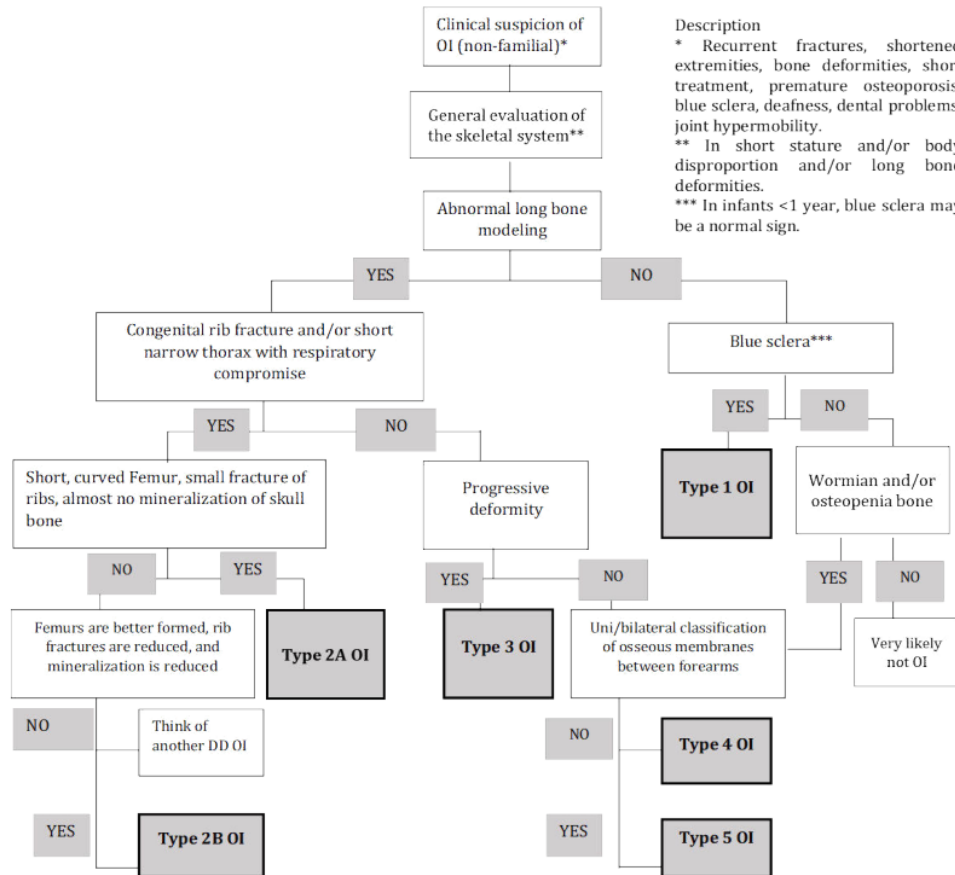 Clinical suspicion of
OI (non-familial)*
Description
* Recurrent fractures, shortened
extremities, bone deformities, short
treatment, premature osteoporosis
blue sclera, deafness, dental problems
joint hypermobility.
** In short stature and/or body
disproportion and/or long bone
deformities.
*** In infants <1 year, blue sclera may
be a normal sign.
General evaluation of
the skeletal system**
Abnormal long bone
modeling
YES
NO
Congenital rib fracture and/or short
narrow thorax with respiratory
compromise
Blue sclera***
YES
NO
YES
NO
Short, curved Femur, small fracture of
ribs, almost no mineralization of skull
bone
Progressive
deformity
Type 1 OI
Wormian and/or
osteopenia bone
NO
YES
YES
NO
YES
NO
Femurs are better formed, rib
fractures are reduced, and
mineralization is reduced
Type 2A OI
Type 3 OI
Uni/bilateral classification
of osseous membranes
between forearms
Very likely
not OI
NO
Think of
another DD OI
NO
Type 4 OI
YES
Type 2B OI
YES
Type 5 OI